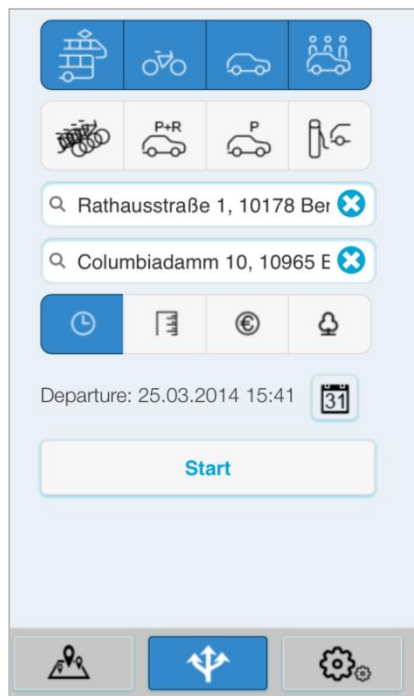 P+R
P
Rathausstraße 1, 10178 Ber
Columbiadamm 10, 10965 E
€
Departure: 25.03.2014 15:41
31
Start